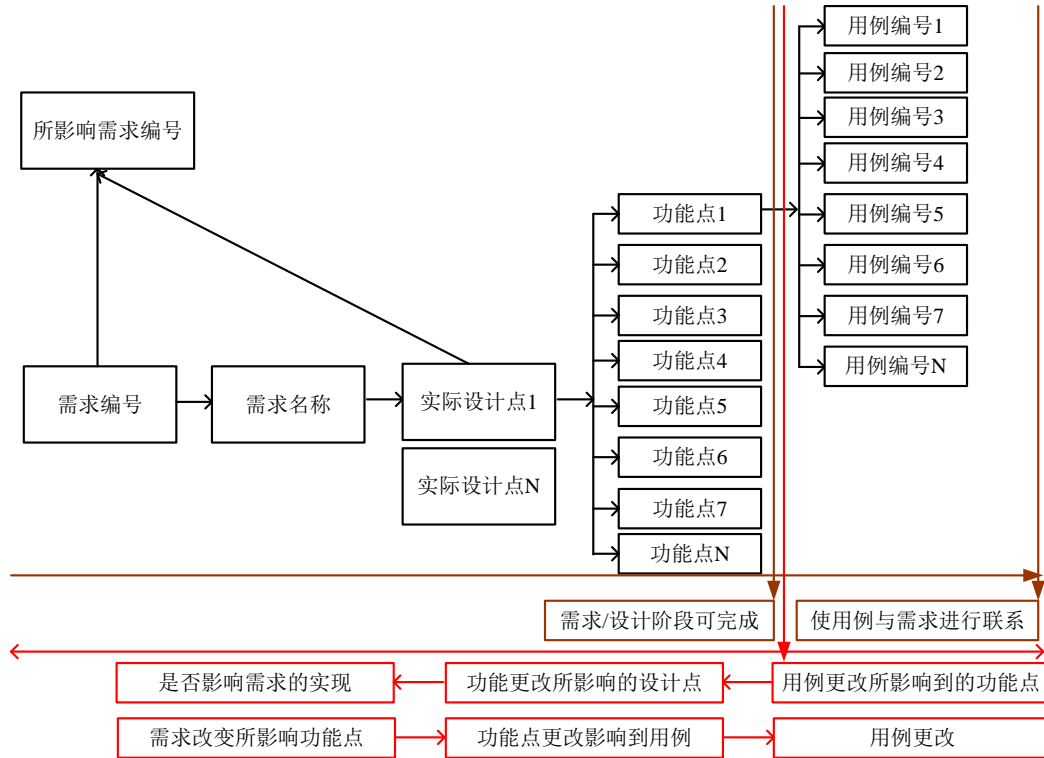 用例编号1
用例编号2
用例编号3
用例编号4
用例编号5
用例编号6
用例编号7
用例编号N
所影响需求编号
功能点1
功能点2
功能点3
功能点4
功能点5
功能点6
功能点7
功能点N
需求编号
需求名称
实际设计点1
实际设计点N
需求/设计阶段可完成
使用例与需求进行联系
是否影响需求的实现
功能更改所影响的设计点
用例更改所影响到的功能点
需求改变所影响功能点
功能点更改影响到用例
用例更改